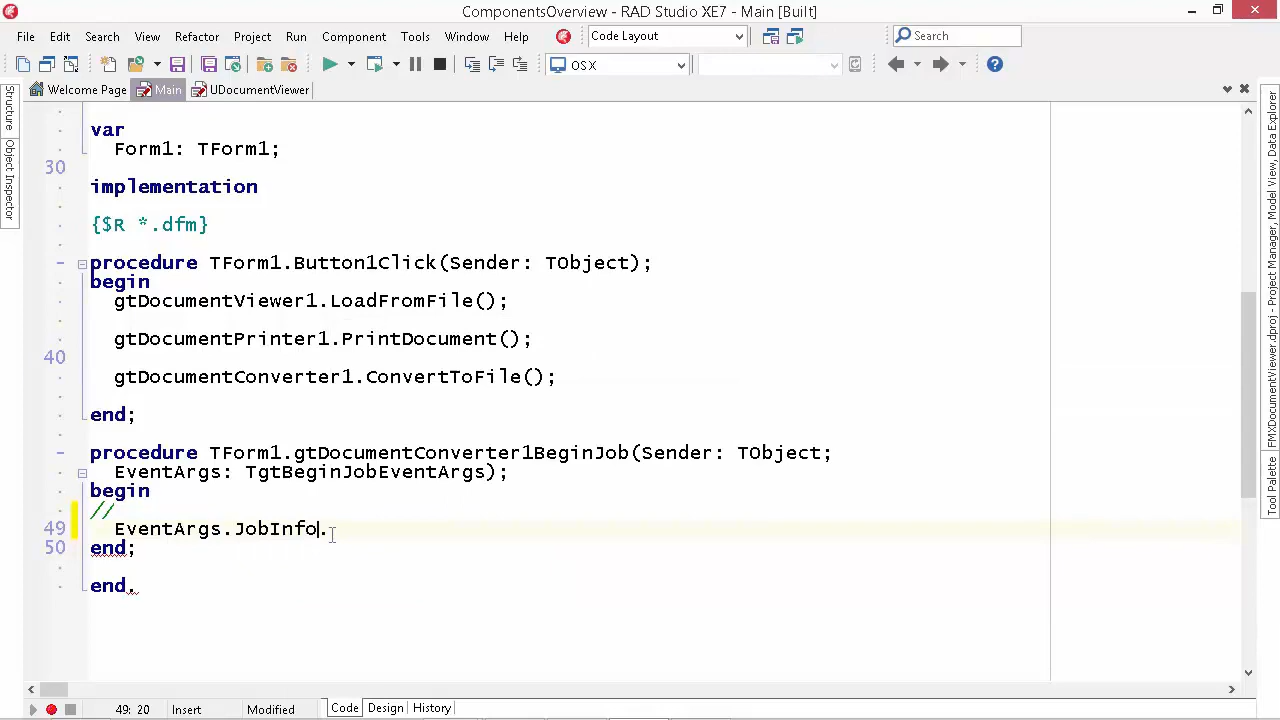 ComponentsOverview - RAD Studio XE7 - Main [Built]
File Edit Search View Refactor Project Run Component Tools Window Help Code Layout Search
OSX
Welcome Page Main UDocumentViewer
Structure
Object Inspector
var
Form1: TForm1;
30
implementation
{$R *.dfm}
procedure TForm1.Button1Click(Sender: TObject);
begin
gtDocumentViewer1.LoadFromFile();
gtDocumentPrinter1.PrintDocument();
40
gtDocumentConverter1.ConvertToFile();
end;
procedure TForm1.gtDocumentConverter1BeginJob(Sender: TObject;
EventArgs: TgtBeginJobEventArgs);
begin
//
49 EventArgs.JobInfo.
50 end;
end.
FMXDocumentViewer.dproj - Project Manager, Model View, Data Explorer
Tool Palette
49: 20 Insert Modified Code Design History